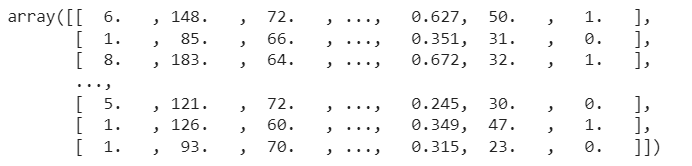 array([[  6.   , 148.   ,  72.   , ...,   0.627,  50.   ,   1.   ],
       [  1.   ,  85.   ,  66.   , ...,   0.351,  31.   ,   0.   ],
       [  8.   , 183.   ,  64.   , ...,   0.672,  32.   ,   1.   ],
       ...,
       [  5.   , 121.   ,  72.   , ...,   0.245,  30.   ,   0.   ],
       [  1.   , 126.   ,  60.   , ...,   0.349,  47.   ,   1.   ],
       [  1.   ,  93.   ,  70.   , ...,   0.315,  23.   ,   0.   ]])